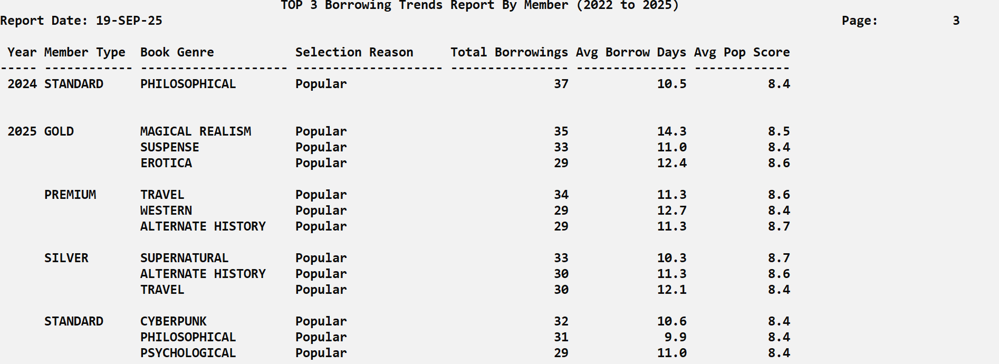 TOP 3 Borrowing Trends Report By Member (2022 to 2025)
Report Date: 19-SEP-25 Page: 3
Year Member Type Book Genre Selection Reason Total Borrowings Avg Borrow Days Avg Pop Score
----- ------------ -------------------- -------------------- ---------------- --------------- -------------
2024 STANDARD PHILOSOPHICAL Popular 37 10.5 8.4
2025 GOLD MAGICAL REALISM Popular 35 14.3 8.5
SUSPENSE Popular 33 11.0 8.4
EROTICA Popular 29 12.4 8.6
PREMIUM TRAVEL Popular 34 11.3 8.6
WESTERN Popular 29 12.7 8.4
ALTERNATE HISTORY Popular 29 11.3 8.7
SILVER SUPERNATURAL Popular 33 10.3 8.7
ALTERNATE HISTORY Popular 30 11.3 8.6
TRAVEL Popular 30 12.1 8.4
STANDARD CYBERPUNK Popular 32 10.6 8.4
PHILOSOPHICAL Popular 31 9.9 8.4
PSYCHOLOGICAL Popular 29 11.0 8.4